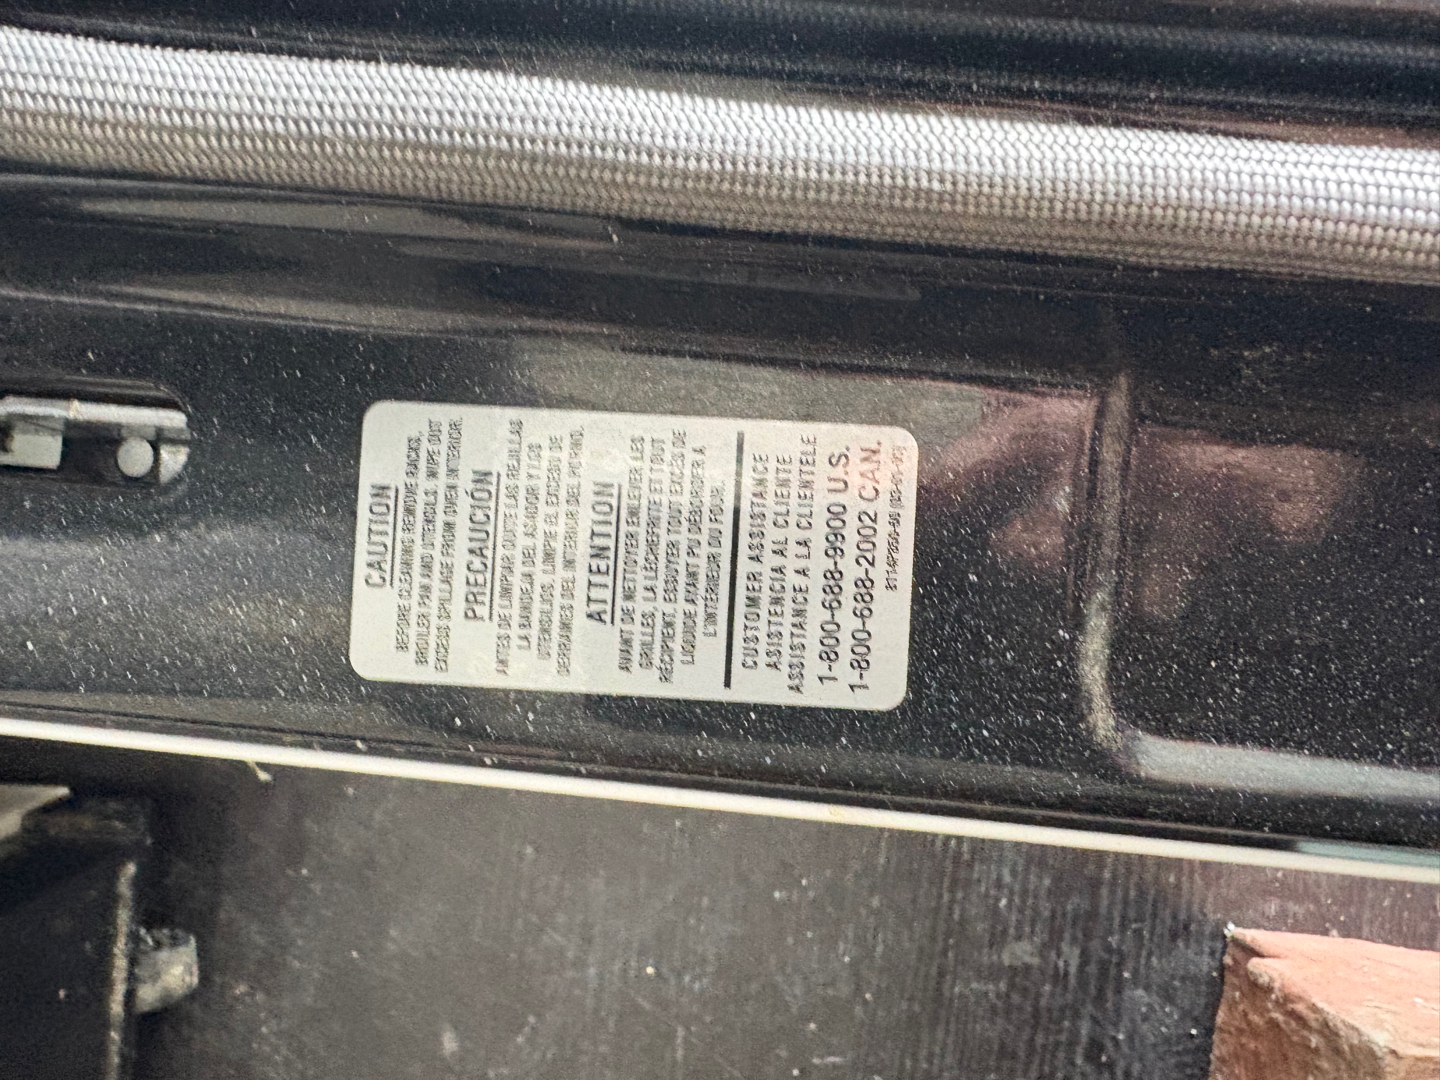 CAUTION
BEFORE CLEANING REMOVE RACKS,
BROILER PAN AND UTENSILS. WIPE OUT
EXCESS SPILLAGE FROM OVEN INTERIOR.
PRECAUCIÓN
ANTES DE LIMPIAR QUITE LAS REJILLAS
LA BANDEJA DEL ASADOR Y LOS
UTENSILIOS. LIMPIE EL EXCESO DE
DERRAMES DEL INTERIOR DEL HORNO.
ATTENTION
AVANT DE NETTOYER ENLEVER LES
GRILLES, LA LÈCHEFRITE ET TOUT
RÉCIPIENT. ESSUYER TOUT EXCÈS DE
LIQUIDE AYANT PU DÉBORDER À
L'INTÉRIEUR DU FOUR.
CUSTOMER ASSISTANCE
ASISTENCIA AL CLIENTE
ASSISTANCE A LA CLIENTELE
1-800-688-9900 U.S.
1-800-688-2002 CAN.